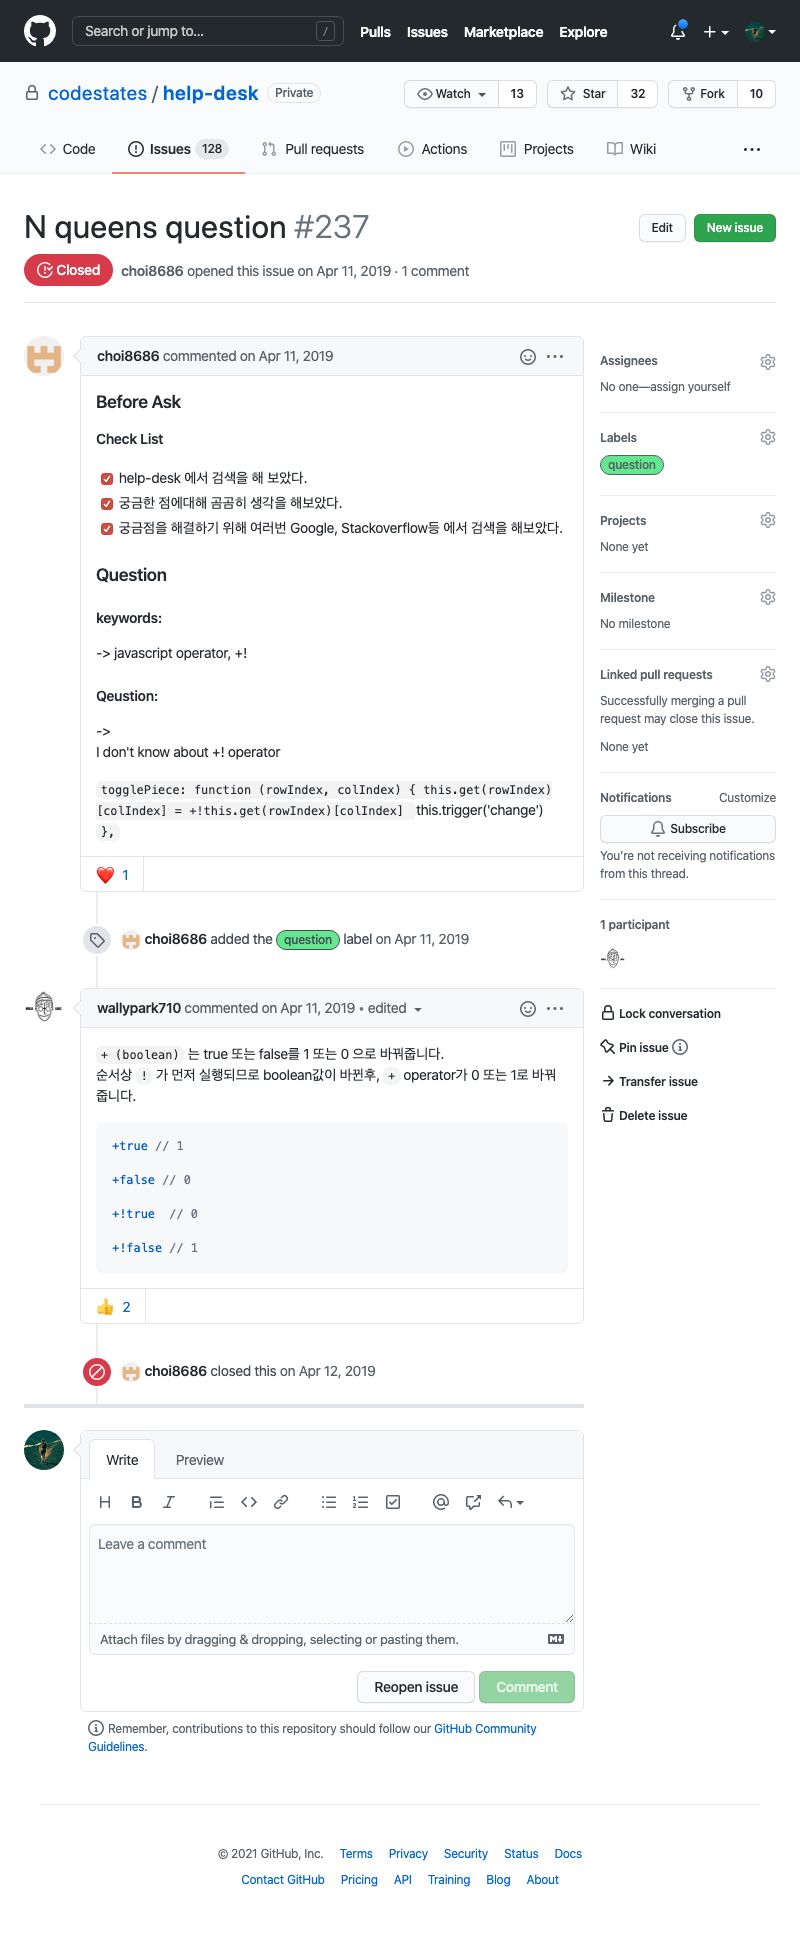 Search or jump to... /
Pulls Issues Marketplace Explore
codestates / help-desk Private
Watch 13 Star 32 Fork 10
Code Issues 128 Pull requests Actions Projects Wiki
N queens question #237
Edit New issue
Closed choi8686 opened this issue on Apr 11, 2019 · 1 comment
choi8686 commented on Apr 11, 2019
Before Ask
Check List
help-desk 에서 검색을 해 보았다.
궁금한 점에대해 곰곰히 생각을 해보았다.
궁금점을 해결하기 위해 여러번 Google, Stackoverflow등 에서 검색을 해보았다.
Question
keywords:
-> javascript operator, +!
Qeustion:
->
I don't know about +! operator
togglePiece: function (rowIndex, colIndex) { this.get(rowIndex)
[colIndex] = +!this.get(rowIndex)[colIndex] this.trigger('change')
},
1
choi8686 added the question label on Apr 11, 2019
wallypark710 commented on Apr 11, 2019 • edited
+ (boolean) 는 true 또는 false를 1 또는 0 으로 바꿔줍니다.
순서상 ! 가 먼저 실행되므로 boolean값이 바뀐후, + operator가 0 또는 1로 바꿔
줍니다.
+true // 1
+false // 0
+!true  // 0
+!false // 1
2
choi8686 closed this on Apr 12, 2019
Write Preview
Leave a comment
Attach files by dragging & dropping, selecting or pasting them.
Reopen issue Comment
Remember, contributions to this repository should follow our GitHub Community
Guidelines.
Assignees
No one—assign yourself
Labels
question
Projects
None yet
Milestone
No milestone
Linked pull requests
Successfully merging a pull
request may close this issue.
None yet
Notifications Customize
Subscribe
You're not receiving notifications
from this thread.
1 participant
Lock conversation
Pin issue
Transfer issue
Delete issue
© 2021 GitHub, Inc. Terms Privacy Security Status Docs
Contact GitHub Pricing API Training Blog About